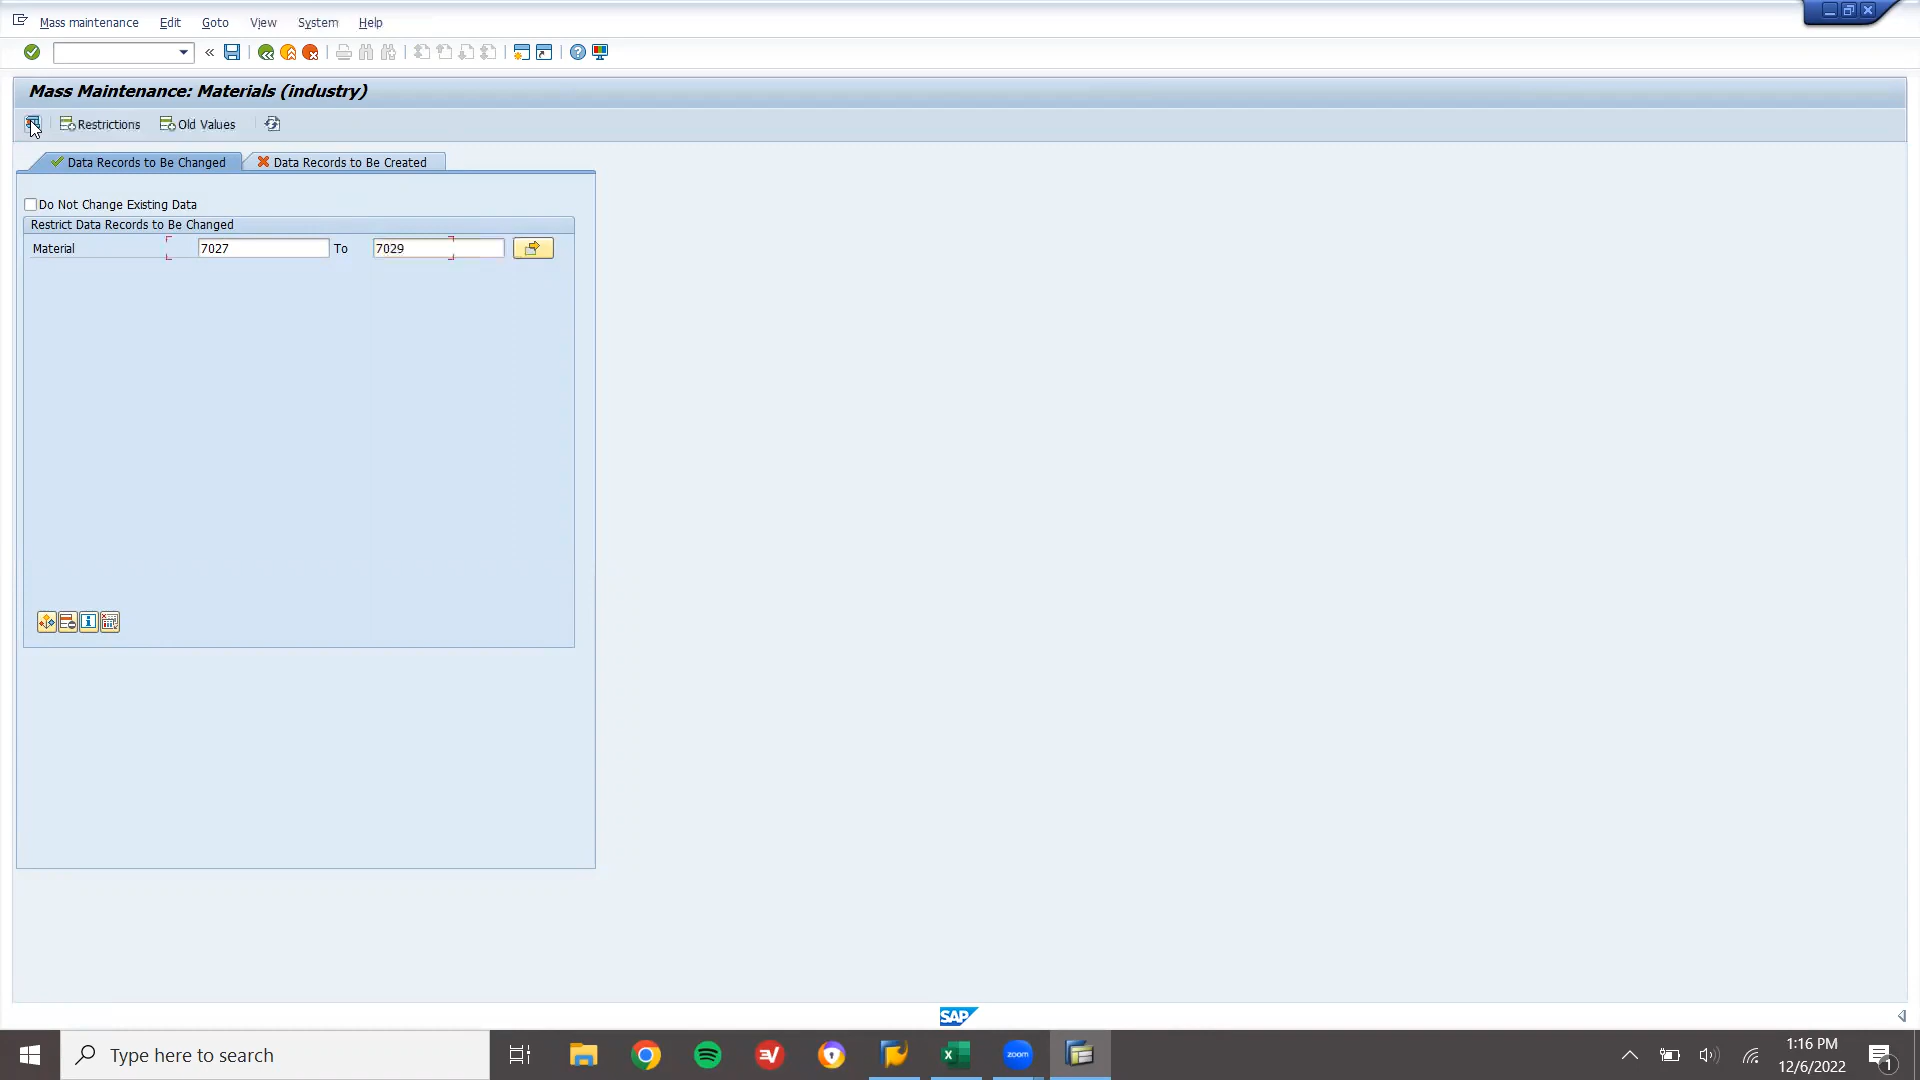 Mass maintenance Edit Goto View System Help
«
Mass Maintenance: Materials (industry)
Restrictions Old Values
Data Records to Be Changed Data Records to Be Created
Do Not Change Existing Data
Restrict Data Records to Be Changed
Material 7027 To 7029
SAP
Type here to search
zoom
1:16 PM
12/6/2022
1